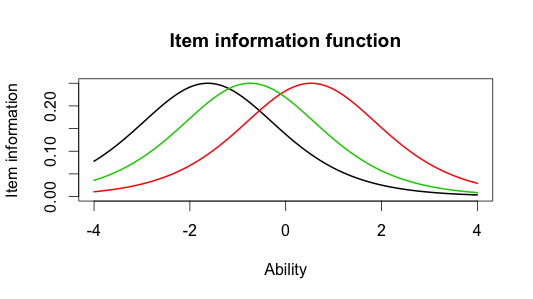 Item information function
Item information
0.20
0.10
0.00
-4 -2 0 2 4
Ability